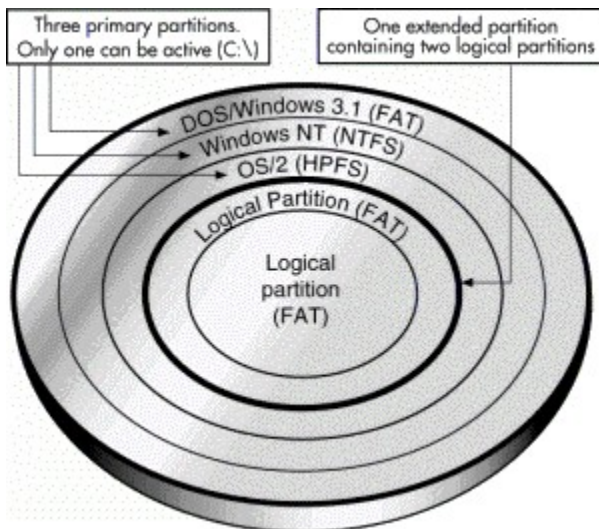 Three primary partitions.
Only one can be active (C:\)
One extended partition
containing two logical partitions
DOS/Windows 3.1 (FAT)
Windows NT (NTFS)
OS/2 (HPFS)
Logical Partition (FAT)
Logical
partition
(FAT)